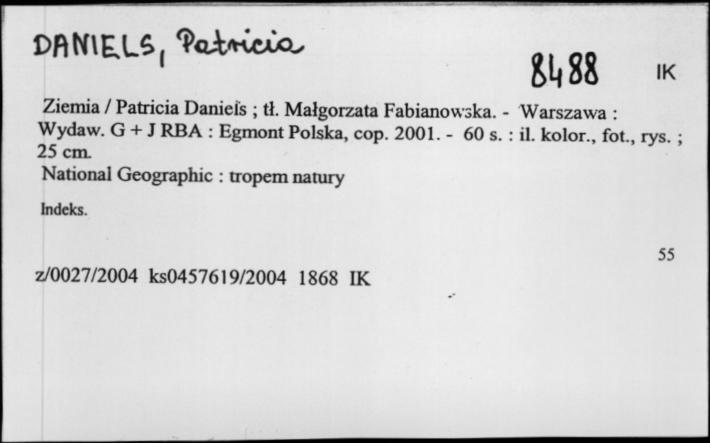 DANIELS, Patricia
8488 IK
Ziemia / Patricia Daniels ; tł. Małgorzata Fabianowska. - Warszawa :
Wydaw. G + J RBA : Egmont Polska, cop. 2001. - 60 s. : il. kolor., fot., rys. ;
25 cm.
National Geographic : tropem natury
Indeks.
55
z/0027/2004 ks0457619/2004 1868 IK